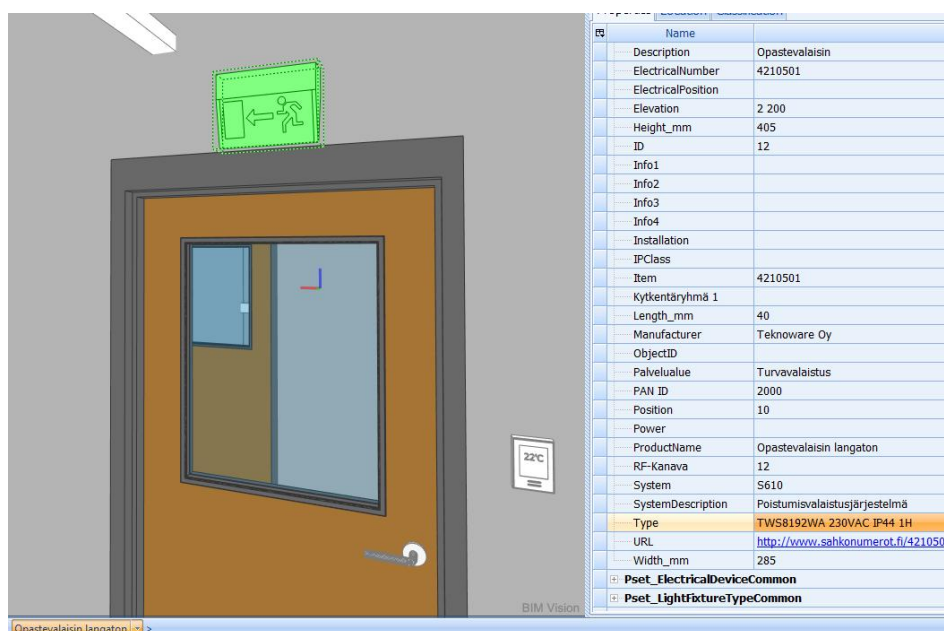 Properties Location Classification
Name
Description Opastevalaisin
ElectricalNumber 4210501
ElectricalPosition
Elevation 2 200
Height_mm 405
ID 12
Info1
Info2
Info3
Info4
Installation
IPClass
Item 4210501
Kytkentäryhmä 1
Length_mm 40
Manufacturer Teknoware Oy
ObjectID
Palvelualue Turvavalaistus
PAN ID 2000
Position 10
Power
ProductName Opastevalaisin langaton
RF-Kanava 12
System S610
SystemDescription Poistumisvalaistusjärjestelmä
Type TWS8192WA 230VAC IP44 1H
URL http://www.sahkonumerot.fi/421050
Width_mm 285
Pset_ElectricalDeviceCommon
Pset_LightFixtureTypeCommon
22°C
BIM Vision
Opastevalaisin langaton >